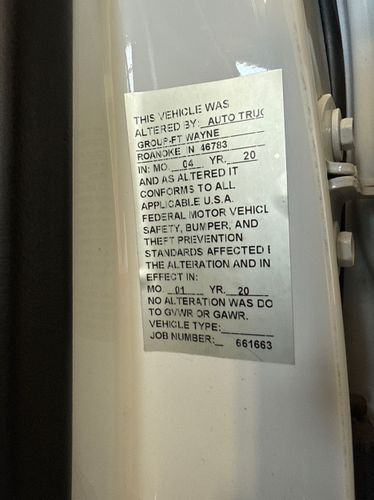 THIS VEHICLE WAS
ALTERED BY: AUTO TRUC
GROUP-FT WAYNE
ROANOKE IN 46783
IN: MO. 04 YR. 20
AND AS ALTERED IT
CONFORMS TO ALL
APPLICABLE U.S.A.
FEDERAL MOTOR VEHICL
SAFETY, BUMPER, AND
THEFT PREVENTION
STANDARDS AFFECTED
THE ALTERATION AND IN
EFFECT IN:
MO. 01 YR. 20
NO ALTERATION WAS DO
TO GVWR OR GAWR.
VEHICLE TYPE:
JOB NUMBER: 661663